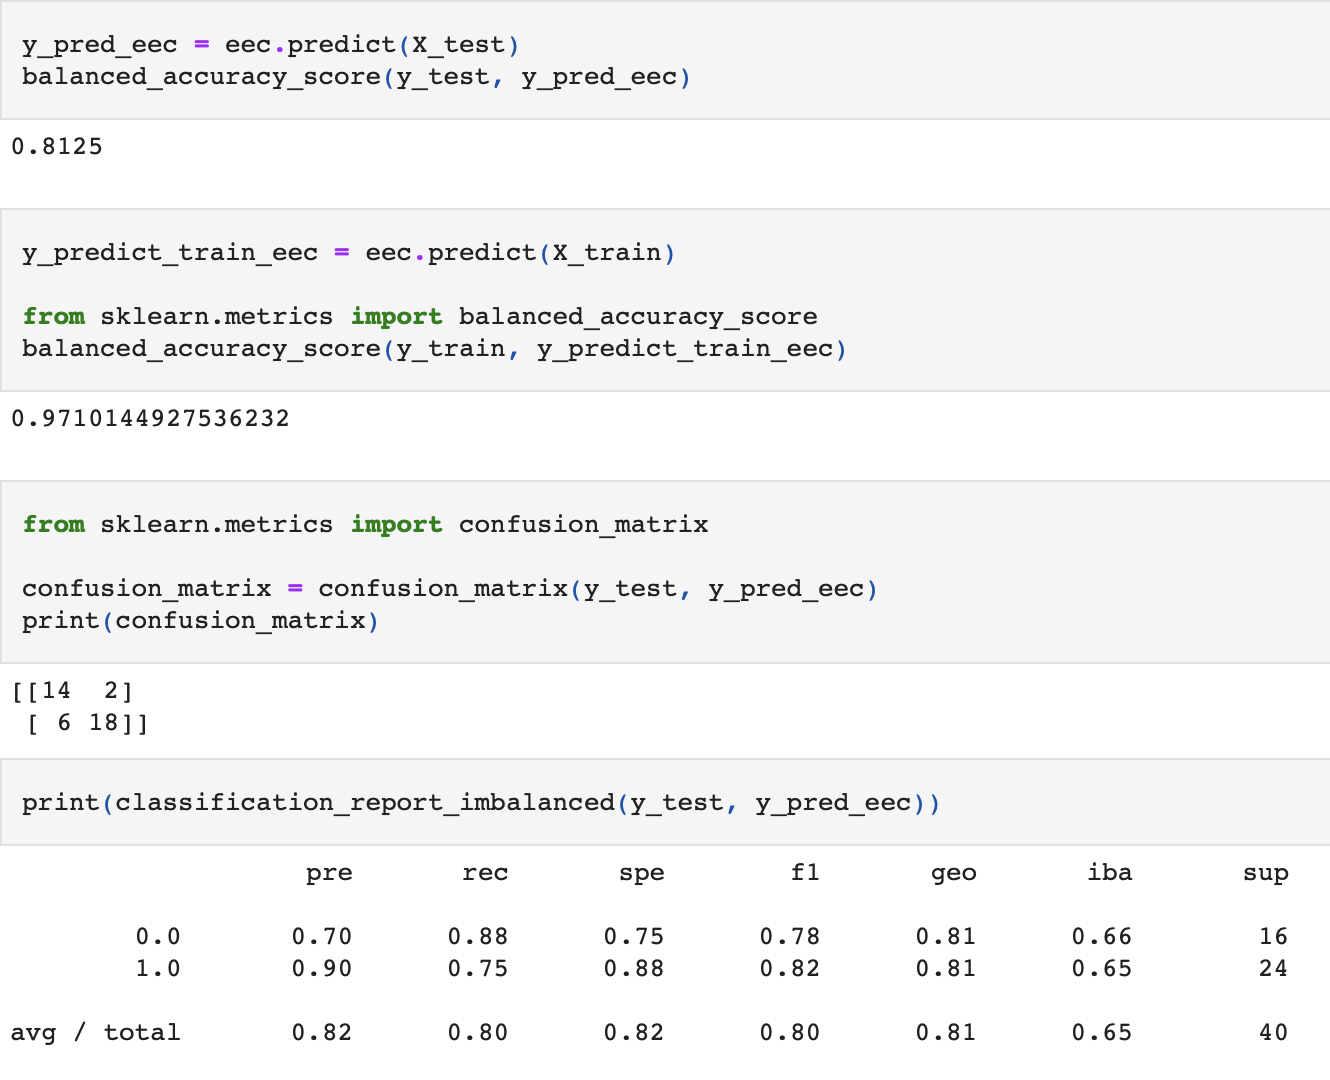 y_pred_eec = eec.predict(X_test)
balanced_accuracy_score(y_test, y_pred_eec)
0.8125
y_predict_train_eec = eec.predict(X_train)
from sklearn.metrics import balanced_accuracy_score
balanced_accuracy_score(y_train, y_predict_train_eec)
0.9710144927536232
from sklearn.metrics import confusion_matrix
confusion_matrix = confusion_matrix(y_test, y_pred_eec)
print(confusion_matrix)
[[14  2]
 [ 6 18]]
print(classification_report_imbalanced(y_test, y_pred_eec))
pre rec spe f1 geo iba sup
0.0 0.70 0.88 0.75 0.78 0.81 0.66 16
1.0 0.90 0.75 0.88 0.82 0.81 0.65 24
avg / total 0.82 0.80 0.82 0.80 0.81 0.65 40